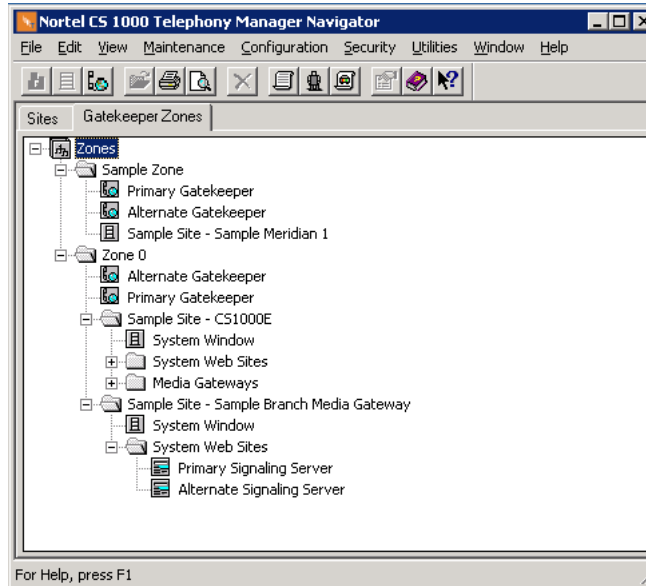 Nortel CS 1000 Telephony Manager Navigator
File Edit View Maintenance Configuration Security Utilities Window Help
Sites Gatekeeper Zones
Zones
Sample Zone
Primary Gatekeeper
Alternate Gatekeeper
Sample Site - Sample Meridian 1
Zone 0
Alternate Gatekeeper
Primary Gatekeeper
Sample Site - CS1000E
System Window
System Web Sites
Media Gateways
Sample Site - Sample Branch Media Gateway
System Window
System Web Sites
Primary Signaling Server
Alternate Signaling Server
For Help, press F1